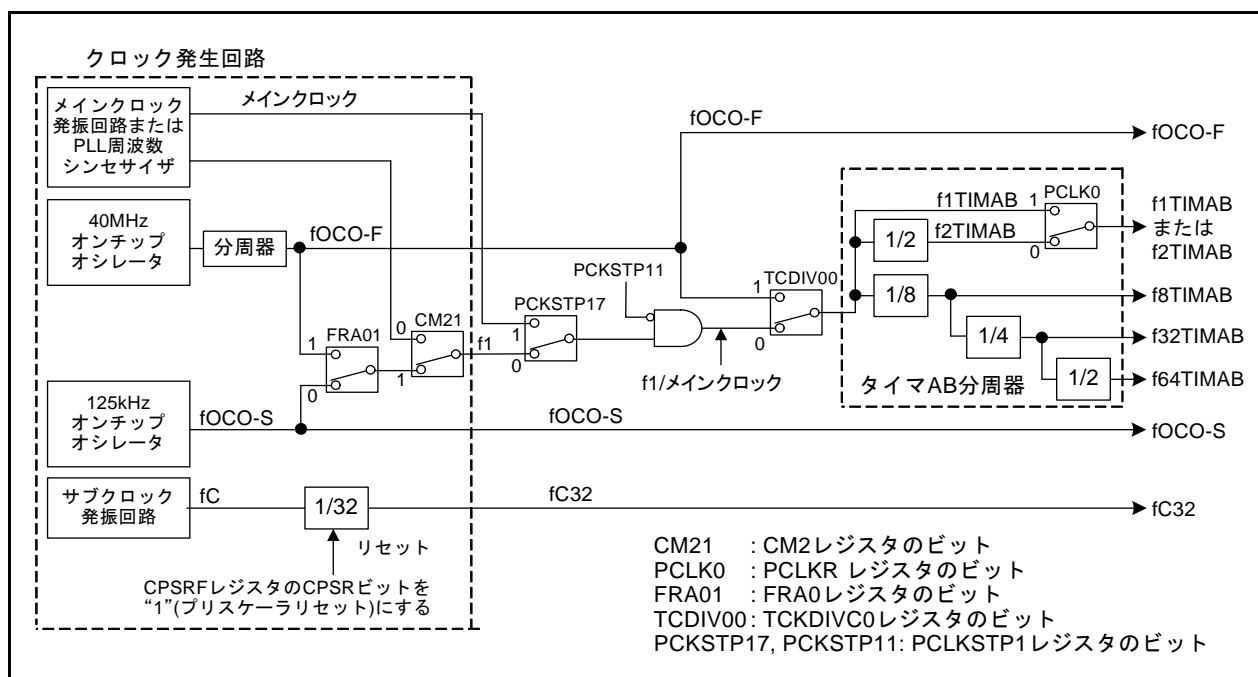 クロック発生回路
メインクロック
発振回路または
PLL周波数
シンセサイザ
メインクロック
40MHz
オンチップ
オシレータ
分周器
fOCO-F
fOCO-F
fOCO-F
FRA01
1
0
CM21
0
1
f1
PCKSTP17
1
0
PCKSTP11
f1/メインクロック
TCDIV00
1
0
f1TIMAB
1/2
f2TIMAB
PCLK0
1
0
f1TIMAB
または
f2TIMAB
1/8
f8TIMAB
1/4
f32TIMAB
1/2
f64TIMAB
タイマAB分周器
125kHz
オンチップ
オシレータ
fOCO-S
fOCO-S
fOCO-S
サブクロック
発振回路
fC
1/32
fC32
fC32
リセット
CPSRFレジスタのCPSRビットを
“1”(プリスケーラリセット)にする
CM21 : CM2レジスタのビット
PCLK0 : PCLKR レジスタのビット
FRA01 : FRA0レジスタのビット
TCDIV00 : TCKDIVC0レジスタのビット
PCKSTP17, PCKSTP11: PCLKSTP1レジスタのビット